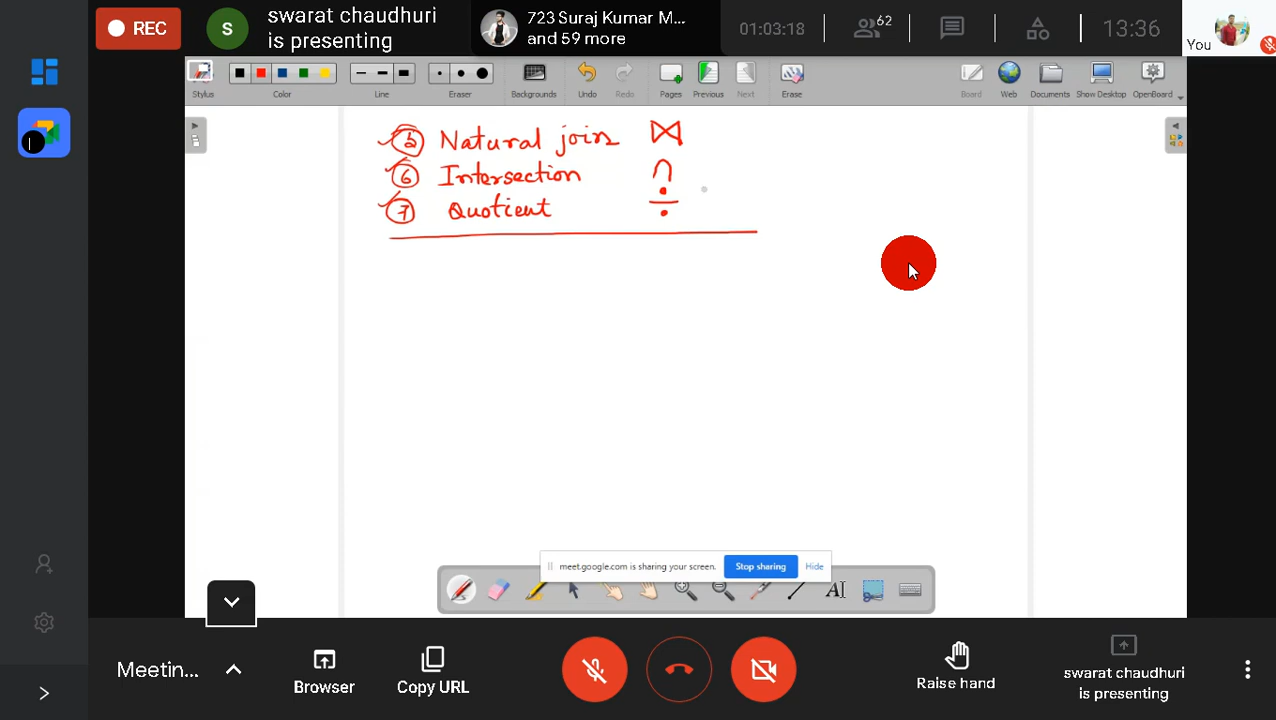 REC
S
swarat chaudhuri
is presenting
723 Suraj Kumar M...
and 59 more
01:03:18
62
13:36
You
Stylus
Color
Line
Eraser
Backgrounds
Undo
Redo
Pages
Previous
Next
Erase
Board
Web
Documents
Show Desktop
OpenBoard
5 Natural join ⋈
6 Intersection ∩
7 Quotient ÷
meet.google.com is sharing your screen.
Stop sharing
Hide
Meetin...
Browser
Copy URL
Raise hand
swarat chaudhuri
is presenting